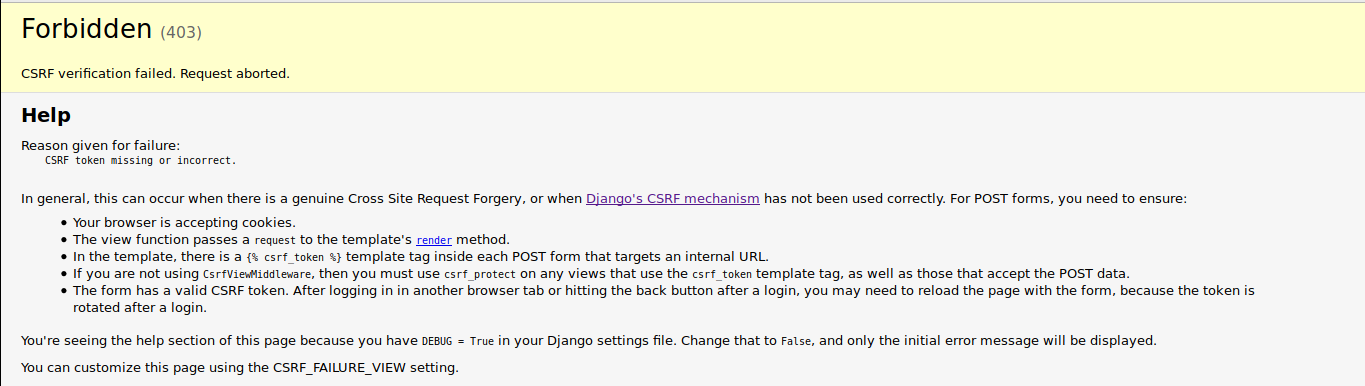 Forbidden (403)
CSRF verification failed. Request aborted.
Help
Reason given for failure:
CSRF token missing or incorrect.
In general, this can occur when there is a genuine Cross Site Request Forgery, or when Django's CSRF mechanism has not been used correctly. For POST forms, you need to ensure:
• Your browser is accepting cookies.
• The view function passes a request to the template's render method.
• In the template, there is a {% csrf_token %} template tag inside each POST form that targets an internal URL.
• If you are not using CsrfViewMiddleware, then you must use csrf_protect on any views that use the csrf_token template tag, as well as those that accept the POST data.
• The form has a valid CSRF token. After logging in in another browser tab or hitting the back button after a login, you may need to reload the page with the form, because the token is
rotated after a login.
You're seeing the help section of this page because you have DEBUG = True in your Django settings file. Change that to False, and only the initial error message will be displayed.
You can customize this page using the CSRF_FAILURE_VIEW setting.